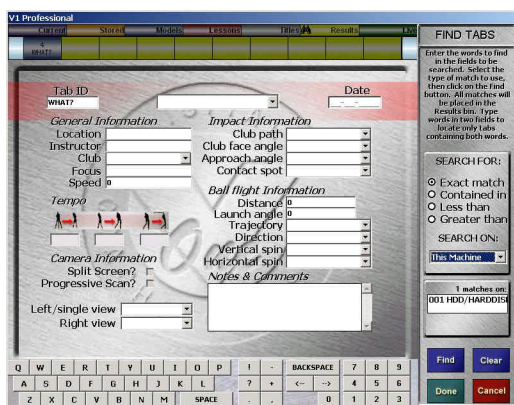 V1 Professional
Current Stored Models Lessons Titles Results
WHAT?
FIND TABS
Enter the words to find
in the fields to be
searched. Select the
type of match to use,
then click on the find
button. All matches will
be placed in the
Results bin. Type
words in two fields to
locate only tabs
containing both words.
Tab ID Date
WHAT?
General Information Impact Information
Location Club path
Instructor Club face angle
Club Approach angle
Focus Contact spot
Speed 0
Ball flight Information
Tempo Distance 0
Launch angle 0
Trajectory
Direction
Vertical spin
Camera Information Horizontal spin
Split Screen? Notes & Comments
Progressive Scan?
Left/single view
Right view
SEARCH FOR:
Exact match
Contained in
Less than
Greater than
SEARCH ON:
This Machine
1 matches on:
001 HDD/HARDDIS
Find Clear
Done Cancel
Q W E R T Y U I O P ! - BACKSPACE 7 8 9
A S D F G H J K L ? + <-- --> 4 5 6
Z X C V B N M SPACE . , 0 1 2 3